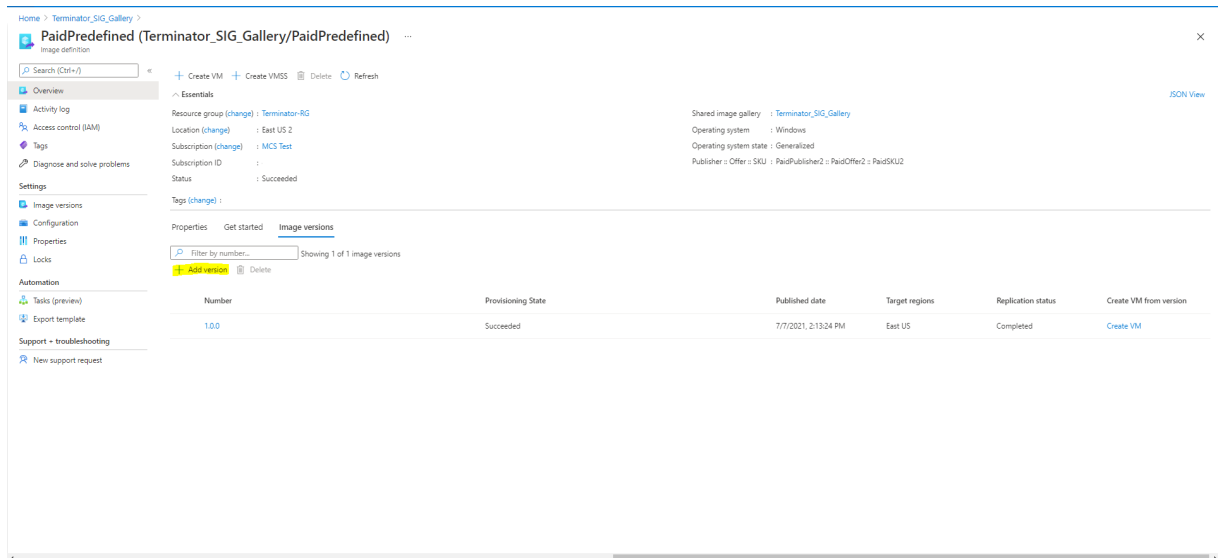 Home > Terminator_SIG_Gallery >
PaidPredefined (Terminator_SIG_Gallery/PaidPredefined) ...
Image definition
Search (Ctrl+/) «
Overview
Activity log
Access control (IAM)
Tags
Diagnose and solve problems
Settings
Image versions
Configuration
Properties
Locks
Automation
Tasks (preview)
Export template
Support + troubleshooting
New support request
+ Create VM + Create VMSS Delete Refresh
Essentials JSON View
Resource group (change) : Terminator-RG
Location (change) : East US 2
Subscription (change) : MCS Test
Subscription ID :
Status : Succeeded
Shared image gallery : Terminator_SIG_Gallery
Operating system : Windows
Operating system state : Generalized
Publisher :: Offer :: SKU : PaidPublisher2 :: PaidOffer2 :: PaidSKU2
Tags (change) :
Properties Get started Image versions
Filter by number... Showing 1 of 1 image versions
+ Add version Delete
Number Provisioning State Published date Target regions Replication status Create VM from version
1.0.0 Succeeded 7/7/2021, 2:13:24 PM East US Completed Create VM